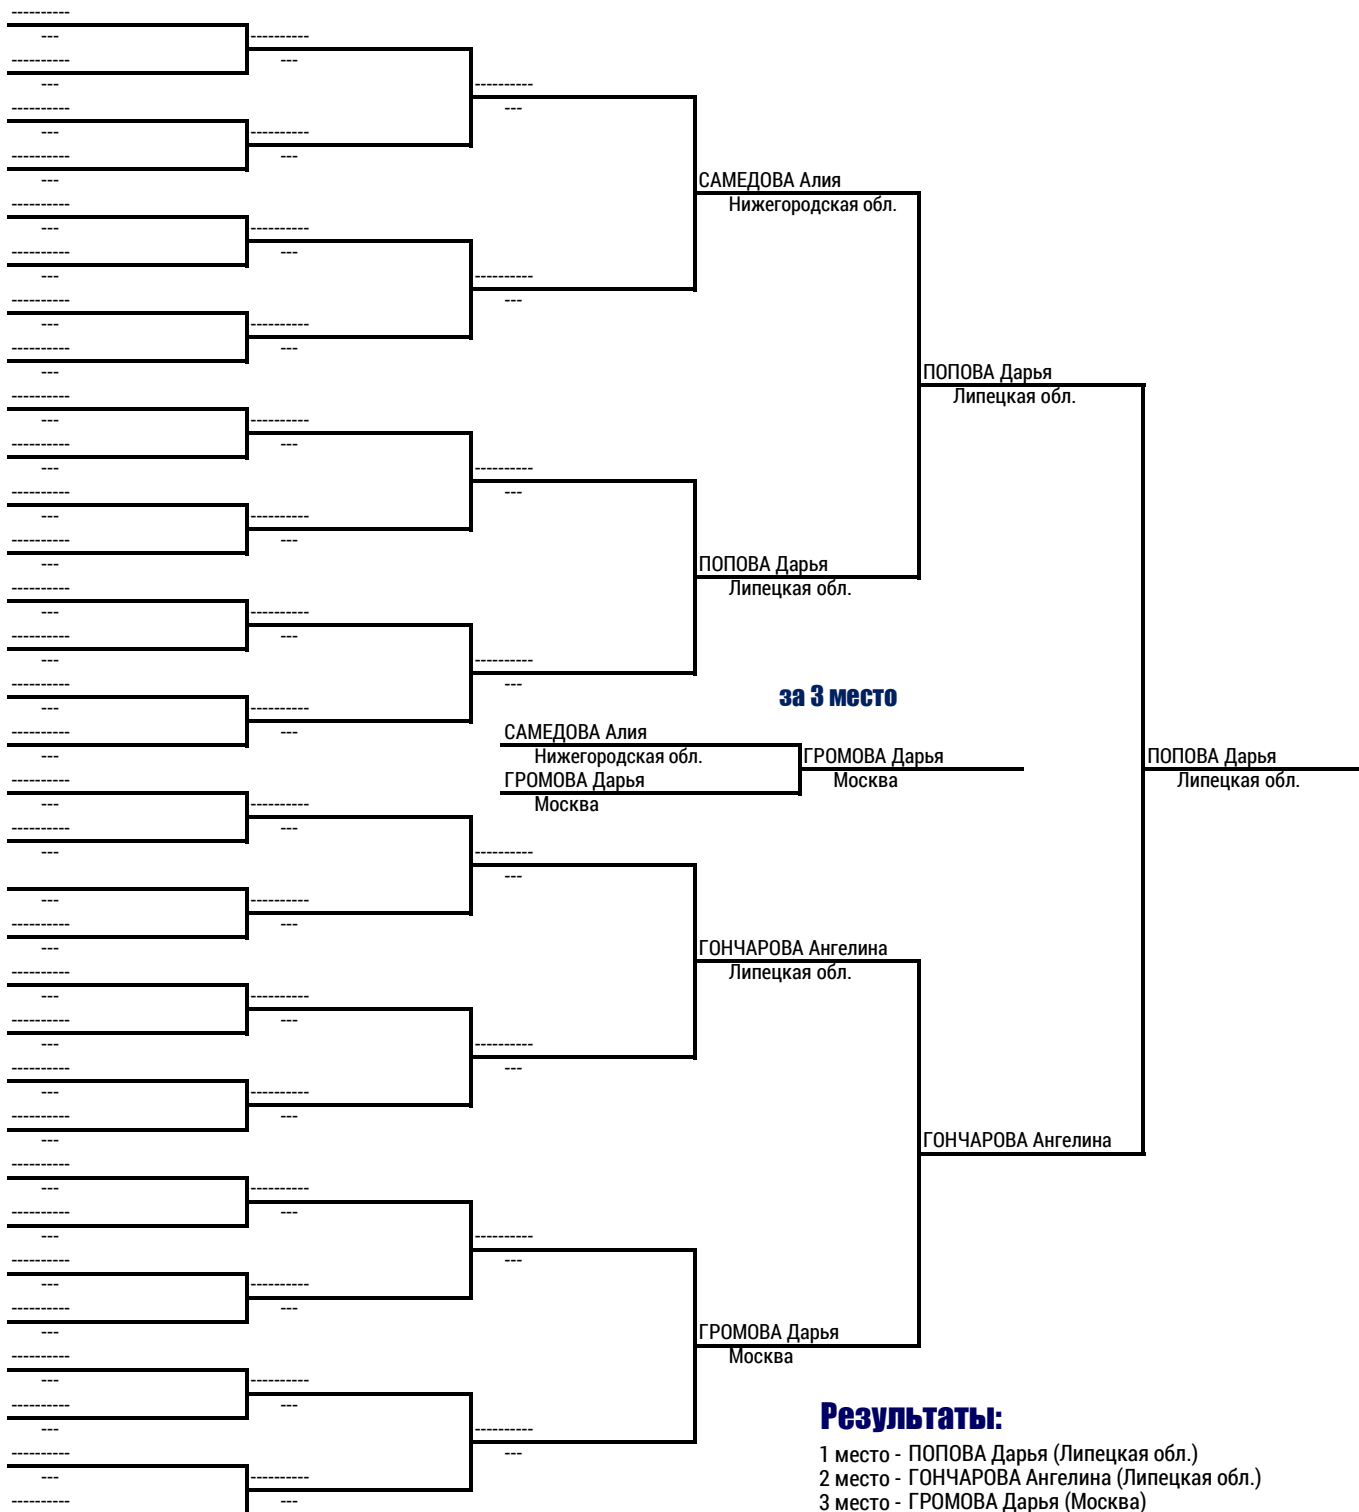 САМЕДОВА Алия
Нижегородская обл.
ПОПОВА Дарья
Липецкая обл.
ПОПОВА Дарья
Липецкая обл.
за 3 место
САМЕДОВА Алия
Нижегородская обл.
ГРОМОВА Дарья
Москва
ГРОМОВА Дарья
Москва
ПОПОВА Дарья
Липецкая обл.
ГОНЧАРОВА Ангелина
Липецкая обл.
ГОНЧАРОВА Ангелина
ГРОМОВА Дарья
Москва
Результаты:
1 место - ПОПОВА Дарья (Липецкая обл.)
2 место - ГОНЧАРОВА Ангелина (Липецкая обл.)
3 место - ГРОМОВА Дарья (Москва)